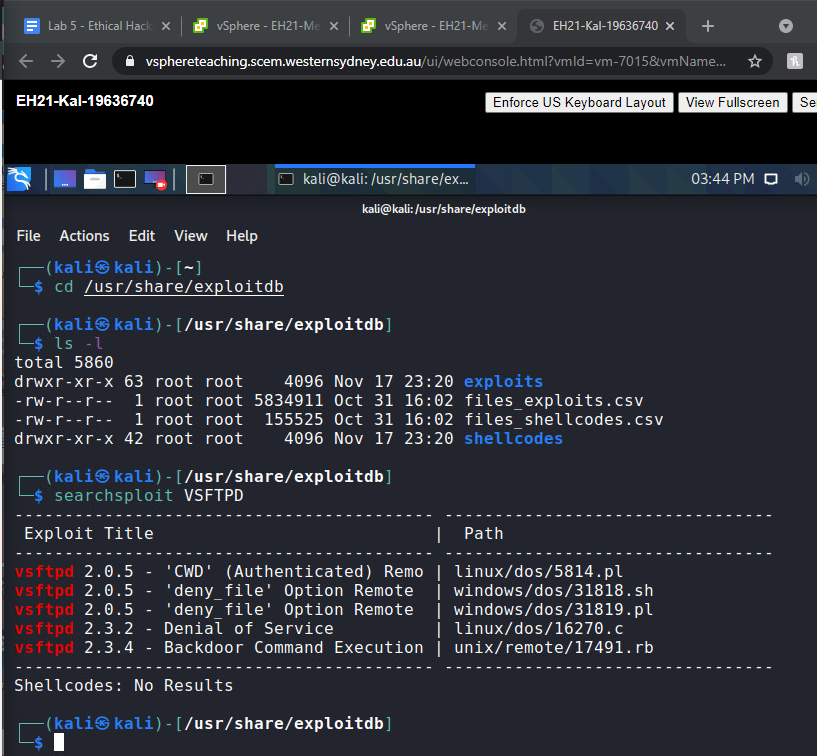 Lab 5 - Ethical Hack
vSphere - EH21-Me
vSphere - EH21-Me
EH21-Kal-19636740
vsphereteaching.scem.westernsydney.edu.au/ui/webconsole.html?vmId=vm-7015&vmName...
EH21-Kal-19636740
Enforce US Keyboard Layout
View Fullscreen
Se
kali@kali: /usr/share/ex...
03:44 PM
kali@kali:/usr/share/exploitdb
File Actions Edit View Help
┌──(kali㉿kali)-[~]
└─$ cd /usr/share/exploitdb
┌──(kali㉿kali)-[/usr/share/exploitdb]
└─$ ls -l
total 5860
drwxr-xr-x 63 root root    4096 Nov 17 23:20 exploits
-rw-r--r--  1 root root 5834911 Oct 31 16:02 files_exploits.csv
-rw-r--r--  1 root root  155525 Oct 31 16:02 files_shellcodes.csv
drwxr-xr-x 42 root root    4096 Nov 17 23:20 shellcodes
┌──(kali㉿kali)-[/usr/share/exploitdb]
└─$ searchsploit VSFTPD
------------------------------------------ ---------------------------------
 Exploit Title                            |  Path
------------------------------------------ ---------------------------------
vsftpd 2.0.5 - 'CWD' (Authenticated) Remo | linux/dos/5814.pl
vsftpd 2.0.5 - 'deny_file' Option Remote  | windows/dos/31818.sh
vsftpd 2.0.5 - 'deny_file' Option Remote  | windows/dos/31819.pl
vsftpd 2.3.2 - Denial of Service          | linux/dos/16270.c
vsftpd 2.3.4 - Backdoor Command Execution | unix/remote/17491.rb
------------------------------------------ ---------------------------------
Shellcodes: No Results
┌──(kali㉿kali)-[/usr/share/exploitdb]
└─$